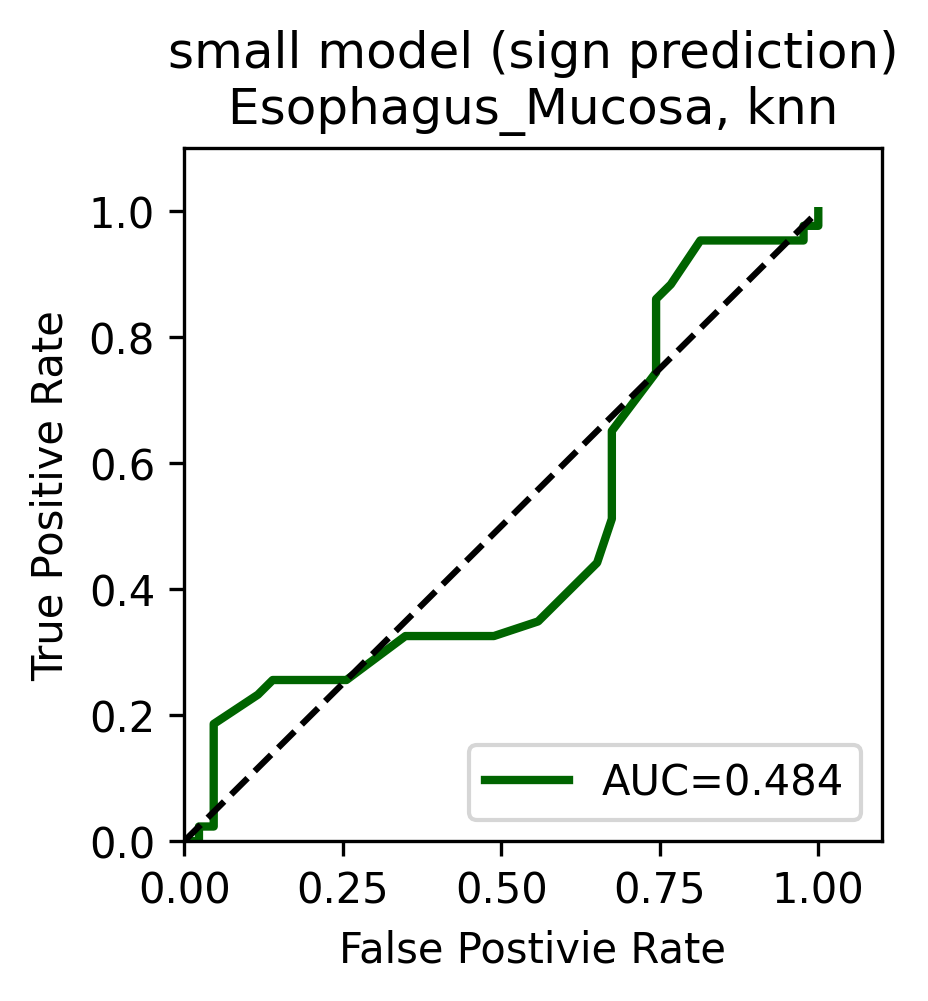 small model (sign prediction)
Esophagus_Mucosa, knn
True Positive Rate
1.0
0.8
0.6
0.4
0.2
0.0
AUC=0.484
0.00 0.25 0.50 0.75 1.00
False Postivie Rate